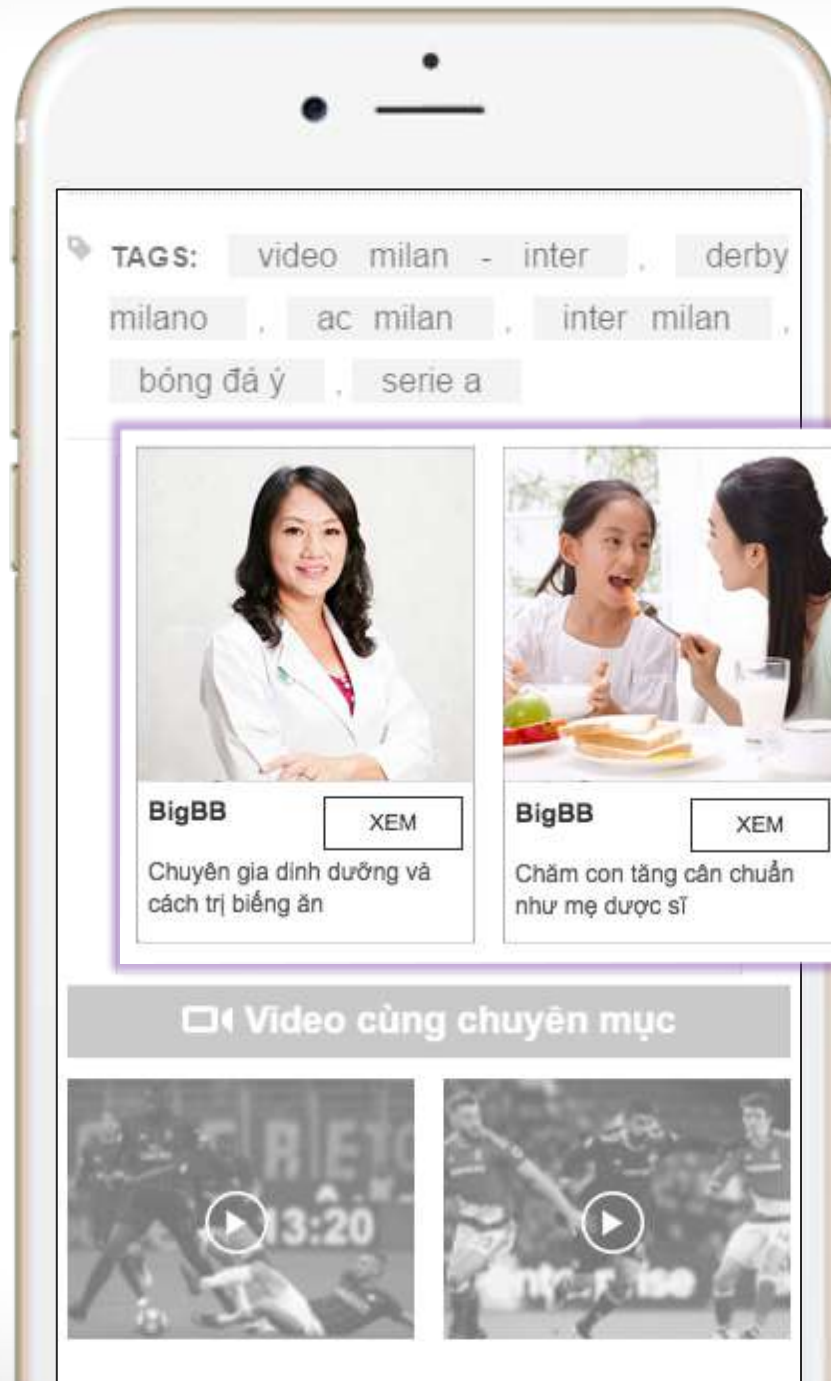 TAGS: video milan - inter , derby
milano , ac milan , inter milan ,
bóng đá ý , serie a
BigBB
XEM
Chuyên gia dinh dưỡng và
cách trị biếng ăn
BigBB
XEM
Chăm con tăng cân chuẩn
như mẹ dược sĩ
Video cùng chuyên mục
13:20